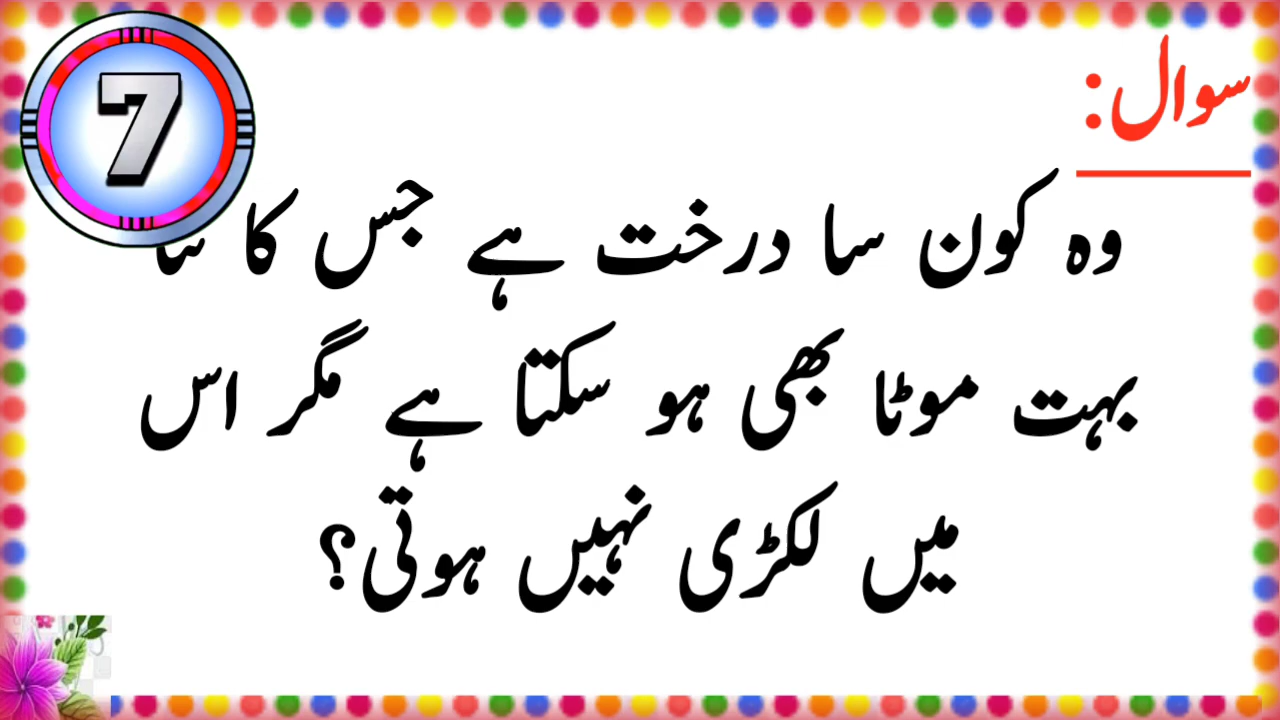 7
سوال:
وہ کون سا درخت ہے جس کا تنا
بہت موٹا بھی ہو سکتا ہے مگر اس
میں لکڑی نہیں ہوتی؟